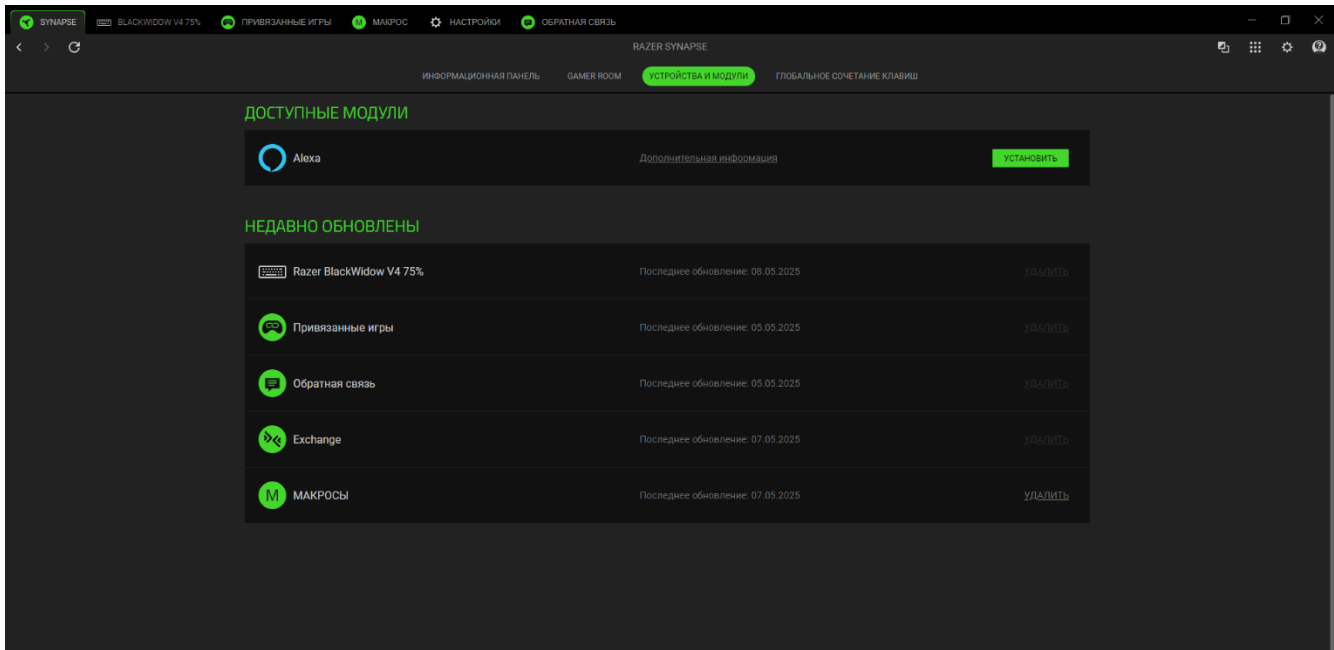 SYNAPSE BLACKWIDOW V4 75% ПРИВЯЗАННЫЕ ИГРЫ M МАКРОС НАСТРОЙКИ ОБРАТНАЯ СВЯЗЬ
RAZER SYNAPSE
ИНФОРМАЦИОННАЯ ПАНЕЛЬ GAMER ROOM УСТРОЙСТВА И МОДУЛИ ГЛОБАЛЬНОЕ СОЧЕТАНИЕ КЛАВИШ
ДОСТУПНЫЕ МОДУЛИ
Alexa Дополнительная информация УСТАНОВИТЬ
НЕДАВНО ОБНОВЛЕНЫ
Razer BlackWidow V4 75% Последнее обновление: 08.05.2025 УДАЛИТЬ
Привязанные игры Последнее обновление: 05.05.2025 УДАЛИТЬ
Обратная связь Последнее обновление: 05.05.2025 УДАЛИТЬ
Exchange Последнее обновление: 07.05.2025 УДАЛИТЬ
M МАКРОСЫ Последнее обновление: 07.05.2025 УДАЛИТЬ